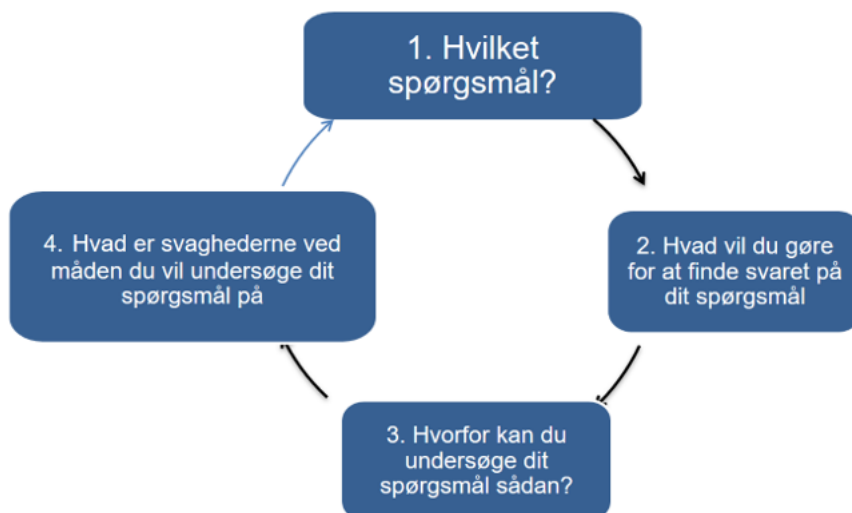 1. Hvilket
spørgsmål?
2. Hvad vil du gøre
for at finde svaret på
dit spørgsmål
3. Hvorfor kan du
undersøge dit
spørgsmål sådan?
4. Hvad er svaghederne ved
måden du vil undersøge dit
spørgsmål på